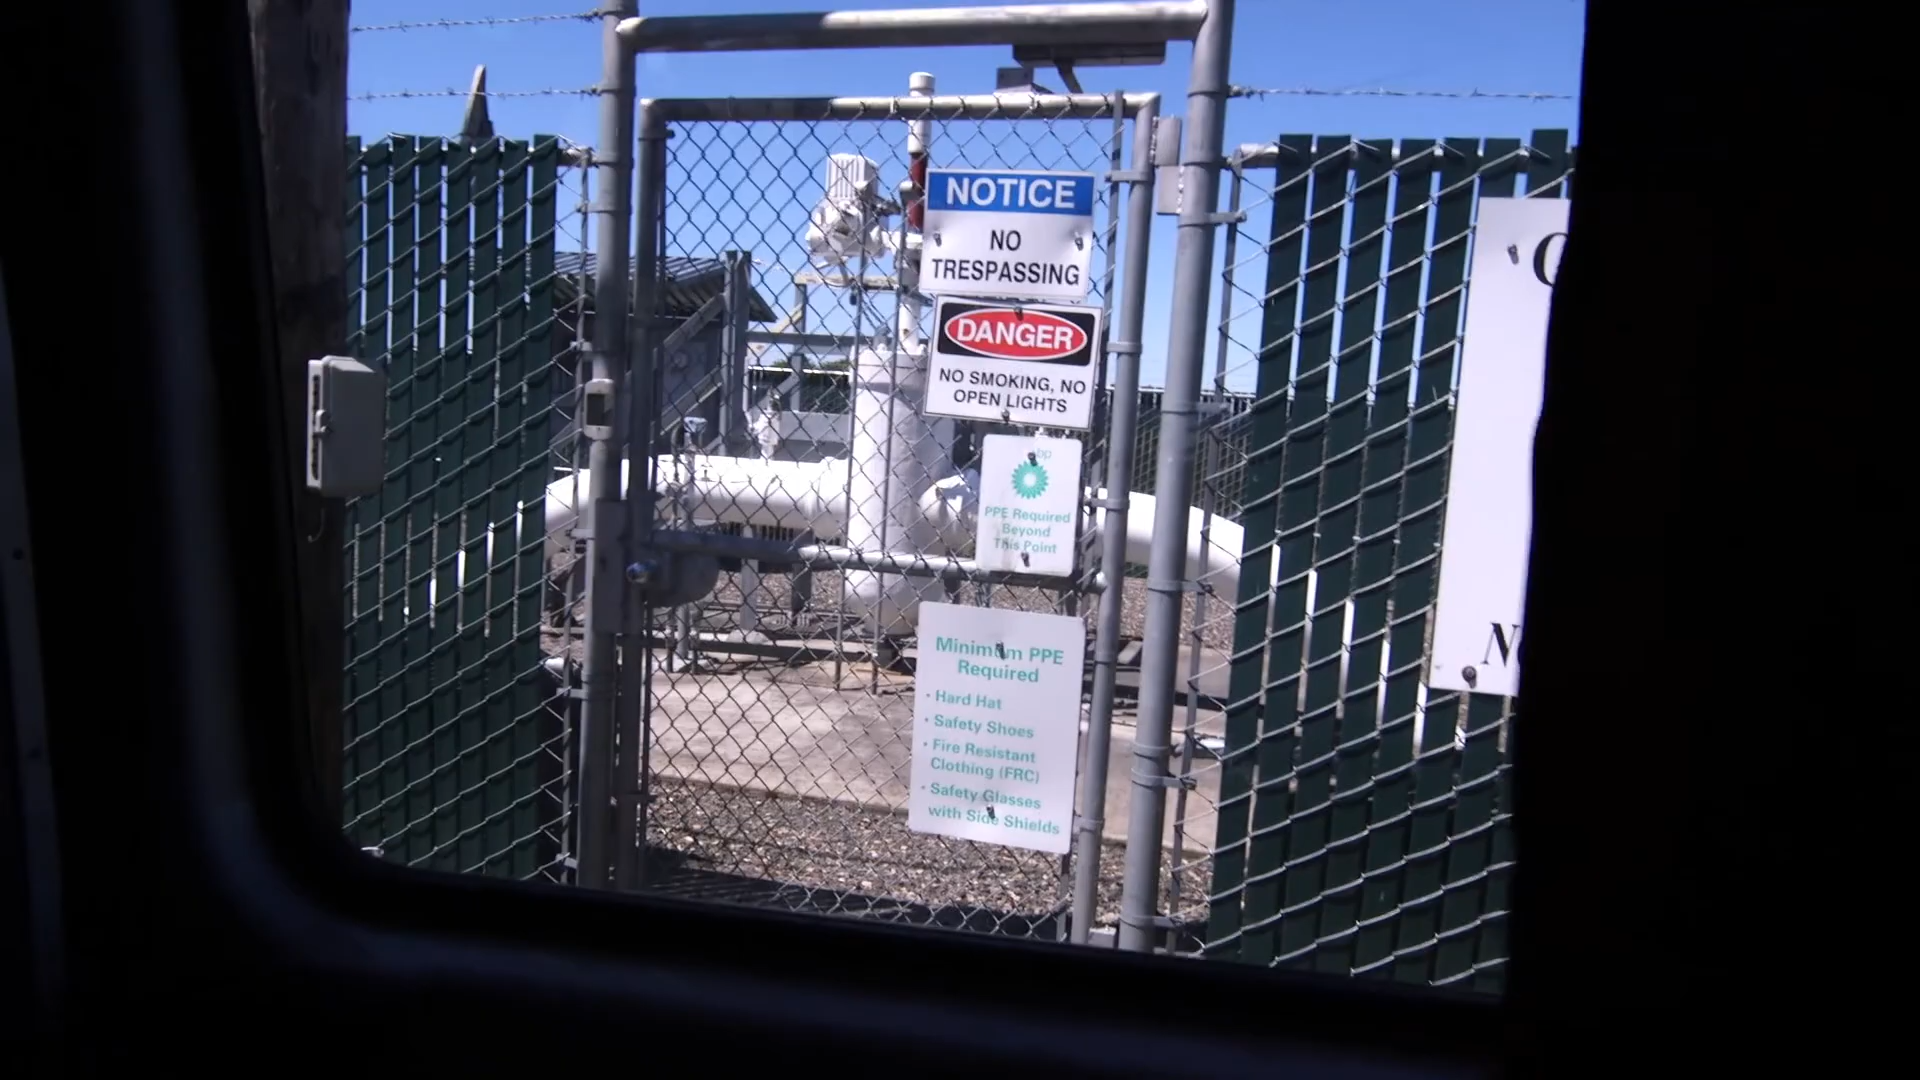 NOTICE
NO
TRESPASSING
DANGER
NO SMOKING, NO
OPEN LIGHTS
bp
PPE Required
Beyond
This Point
Minimum PPE
Required
• Hard Hat
• Safety Shoes
• Fire Resistant
Clothing (FRC)
• Safety Glasses
with Side Shields